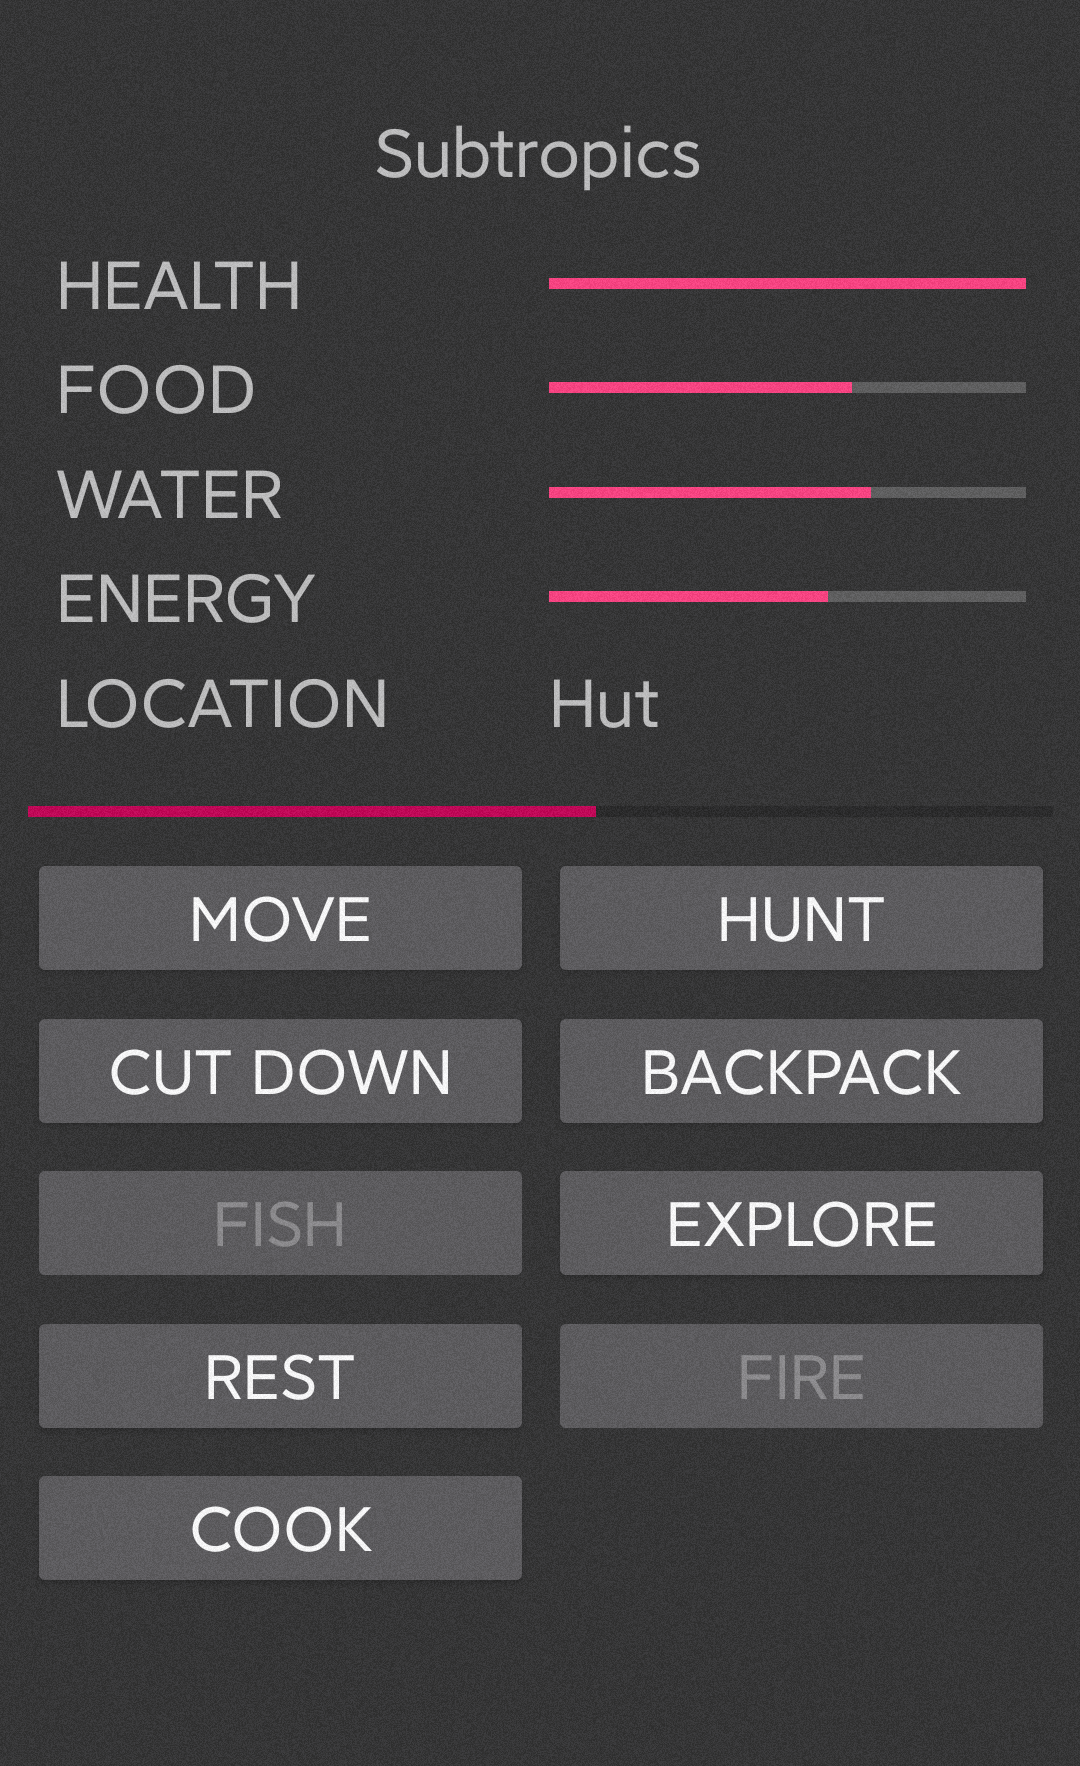 Subtropics
HEALTH
FOOD
WATER
ENERGY
LOCATION Hut
MOVE HUNT
CUT DOWN BACKPACK
FISH EXPLORE
REST FIRE
COOK